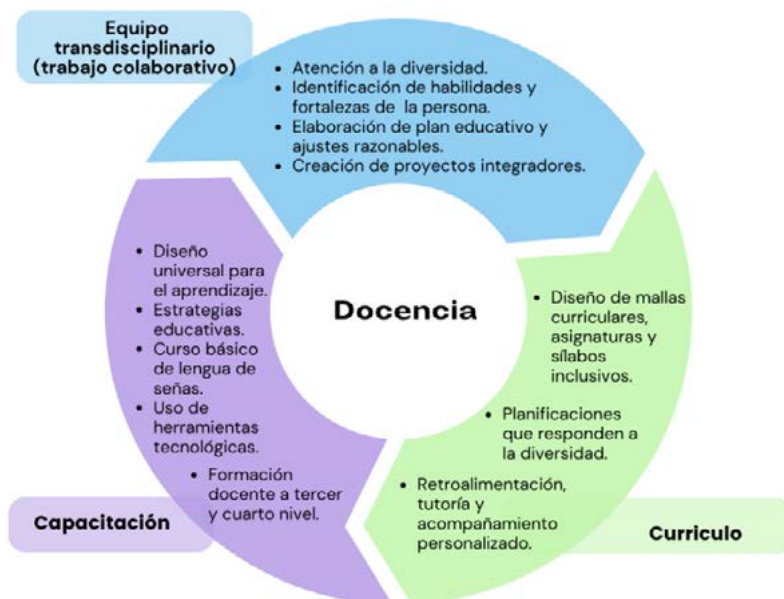 Equipo
transdisciplinario
(trabajo colaborativo)
• Atención a la diversidad.
• Identificación de habilidades y
fortalezas de la persona.
• Elaboración de plan educativo y
ajustes razonables.
• Creación de proyectos integradores.
Docencia
• Diseño de mallas
curriculares,
asignaturas y
sílabos
inclusivos.
• Planificaciones
que responden a
la diversidad.
• Retroalimentación,
tutoría y
acompañamiento
personalizado.
Curriculo
• Diseño
universal para
el aprendizaje.
• Estrategias
educativas.
• Curso básico
de lengua de
señas.
• Uso de
herramientas
tecnológicas.
• Formación
docente a tercer
y cuarto nivel.
Capacitación